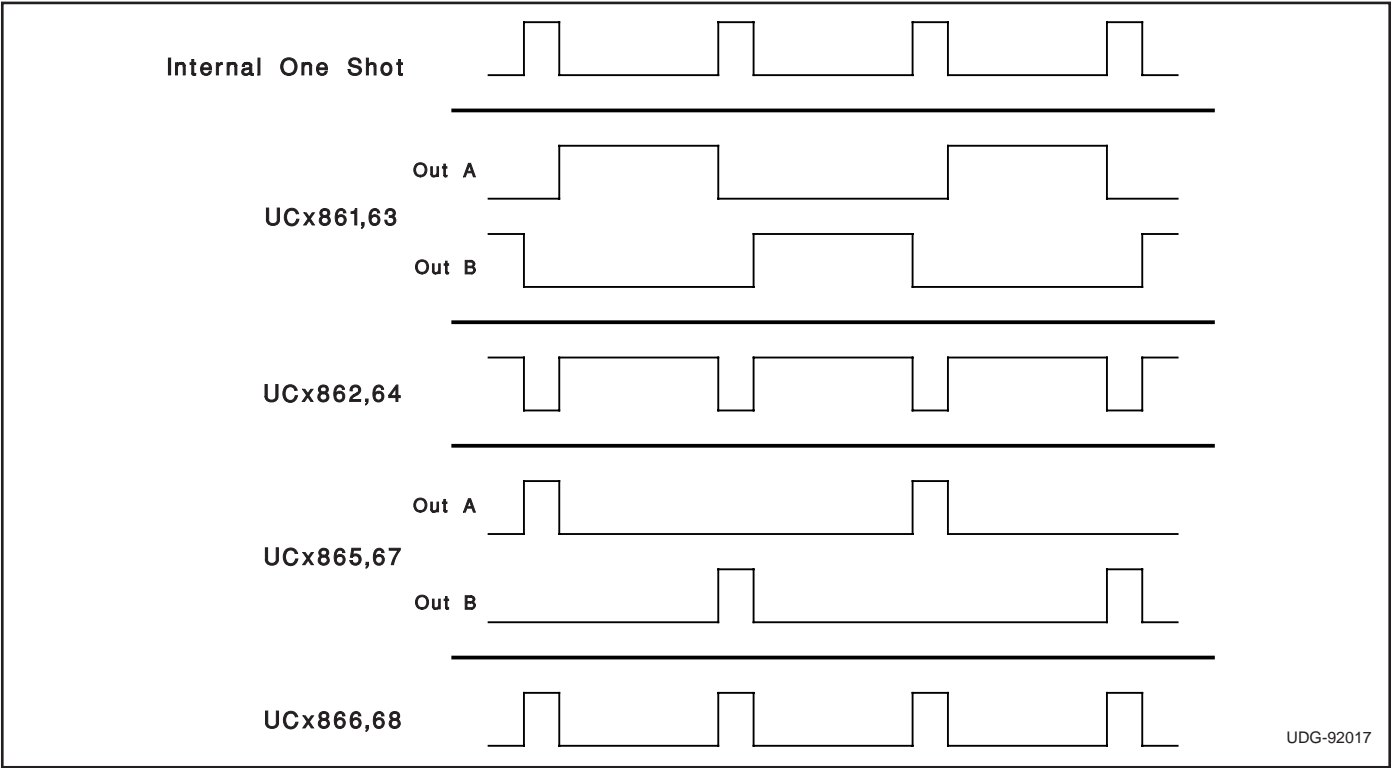 Internal One Shot
Out A
UCx861,63
Out B
UCx862,64
Out A
UCx865,67
Out B
UCx866,68
UDG-92017